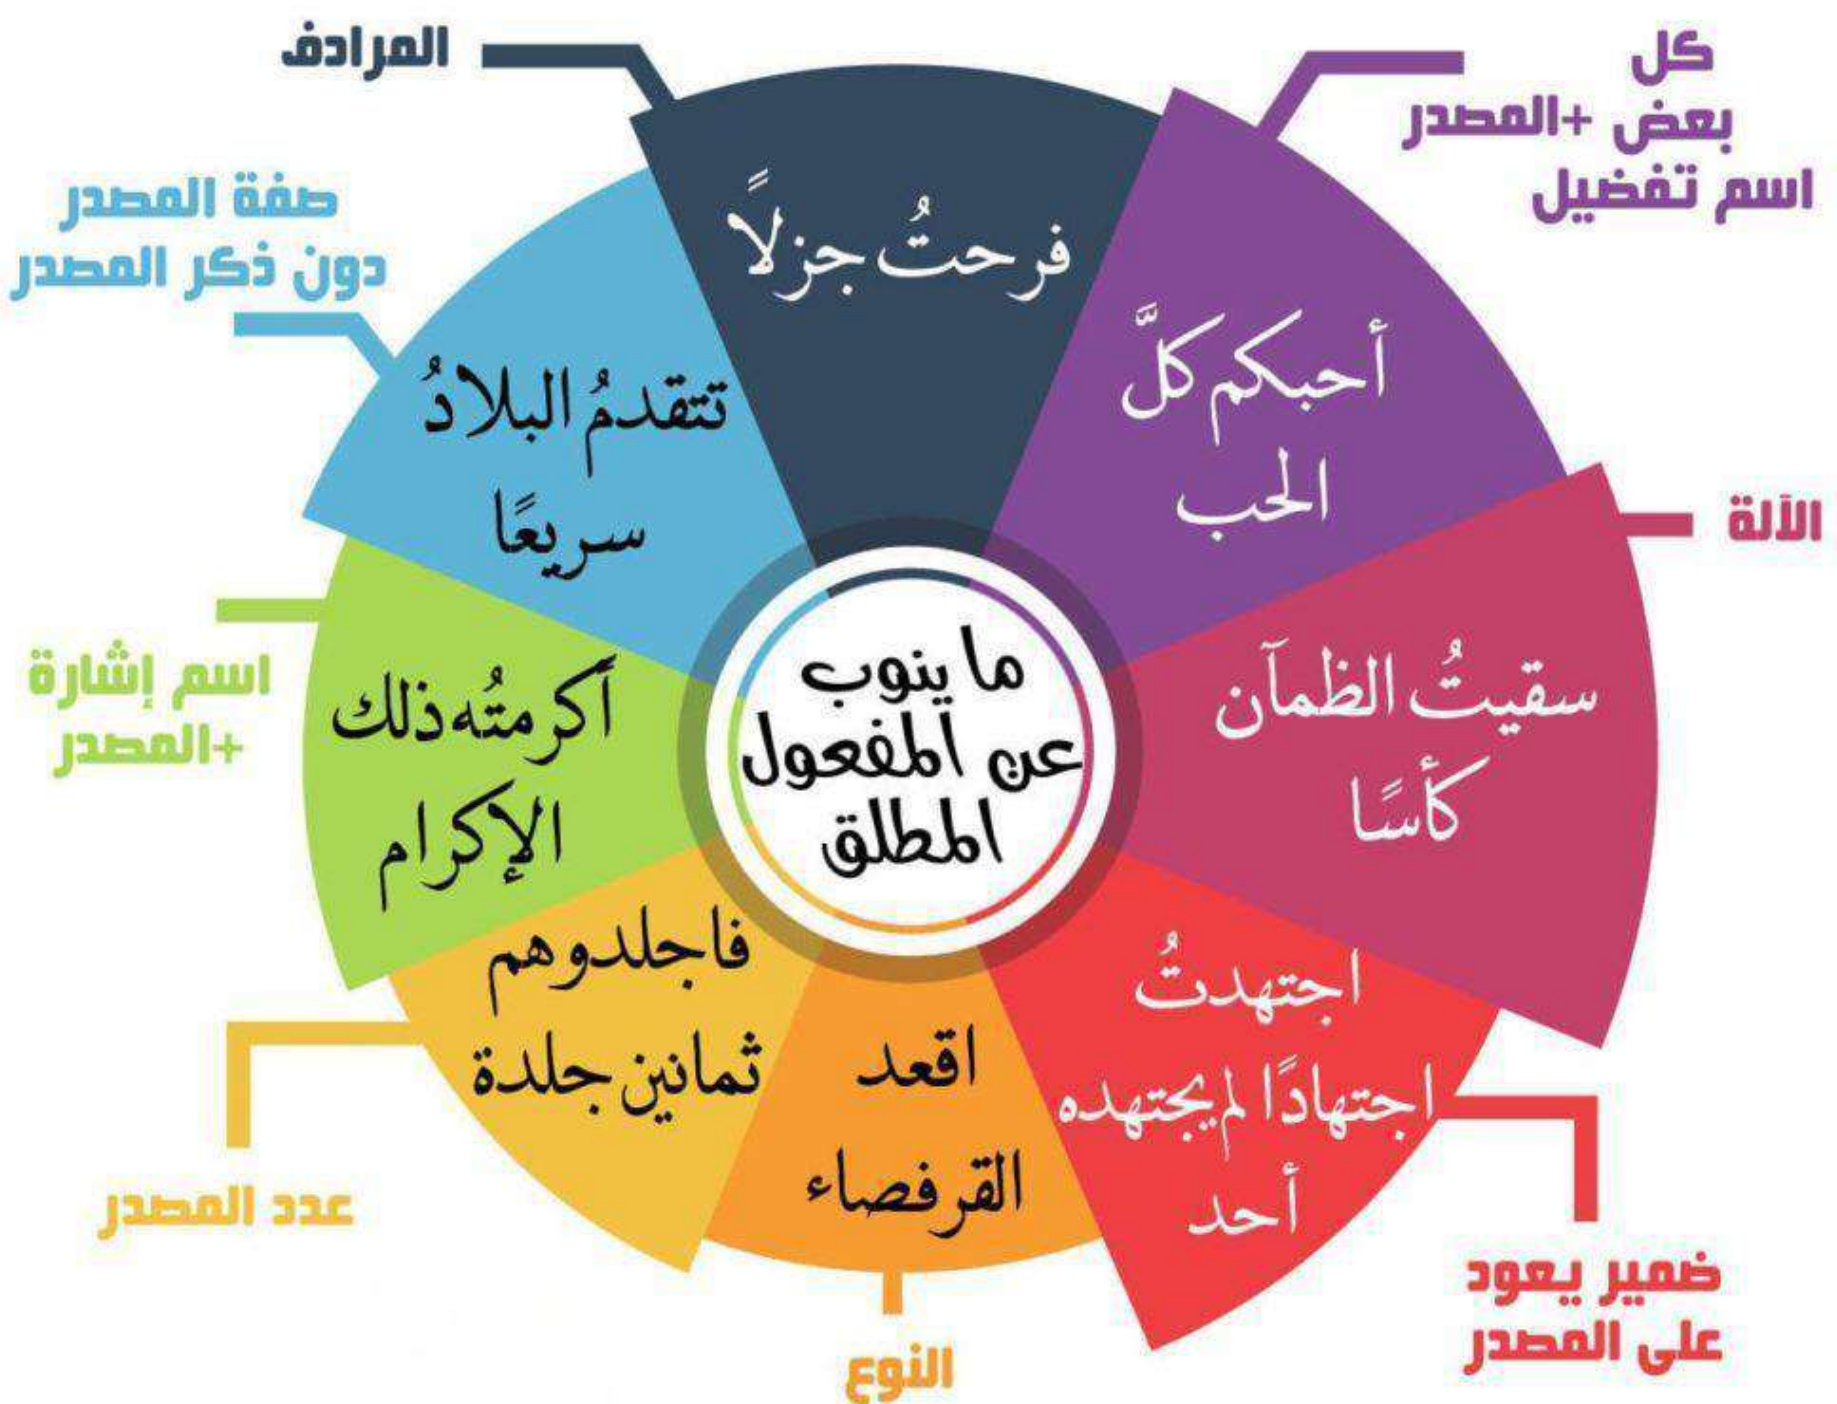 ما ينوب
عن المفعول
المطلق
المرادف
فرحتُ جزلاً
كل
بعض +المصدر
اسم تفضيل
أحبكم كلَّ
الحب
الآلة
سقيتُ الظمآن
كأسًا
ضمير يعود
على المصدر
اجتهدتُ
اجتهادًا لم يجتهده
أحد
النوع
اقعد
القرفصاء
عدد المصدر
فاجلدوهم
ثمانين جلدة
اسم إشارة
+المصدر
أكرمتُه ذلك
الإكرام
صفة المصدر
دون ذكر المصدر
تتقدمُ البلادُ
سريعًا